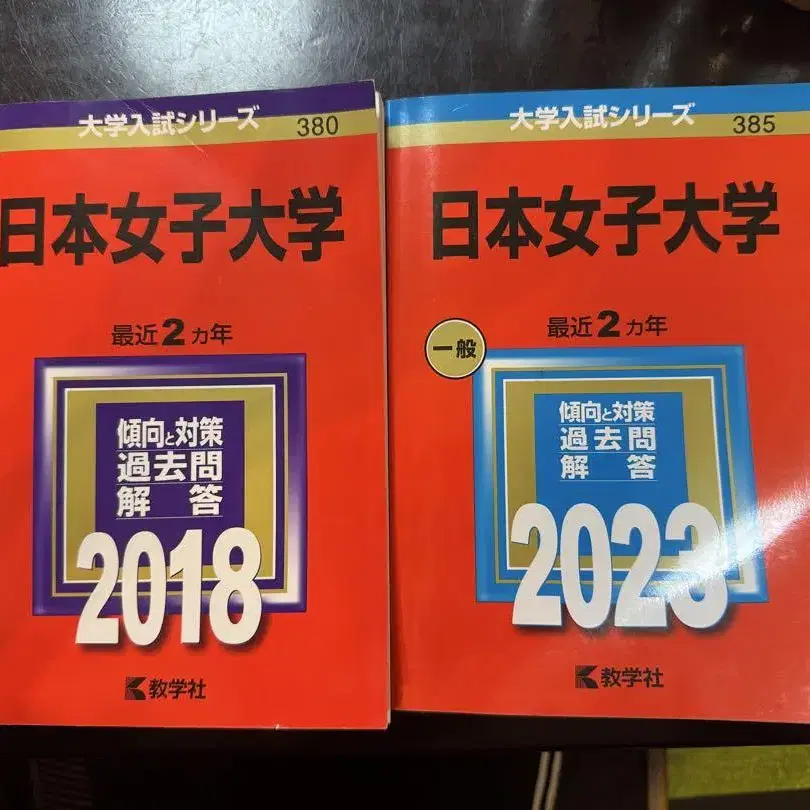 大学入試シリーズ
380
日本女子大学
最近2カ年
傾向と対策
過去問
解答
2018
教学社
大学入試シリーズ
385
日本女子大学
最近2カ年
一般
傾向と対策
過去問
解答
2023
教学社